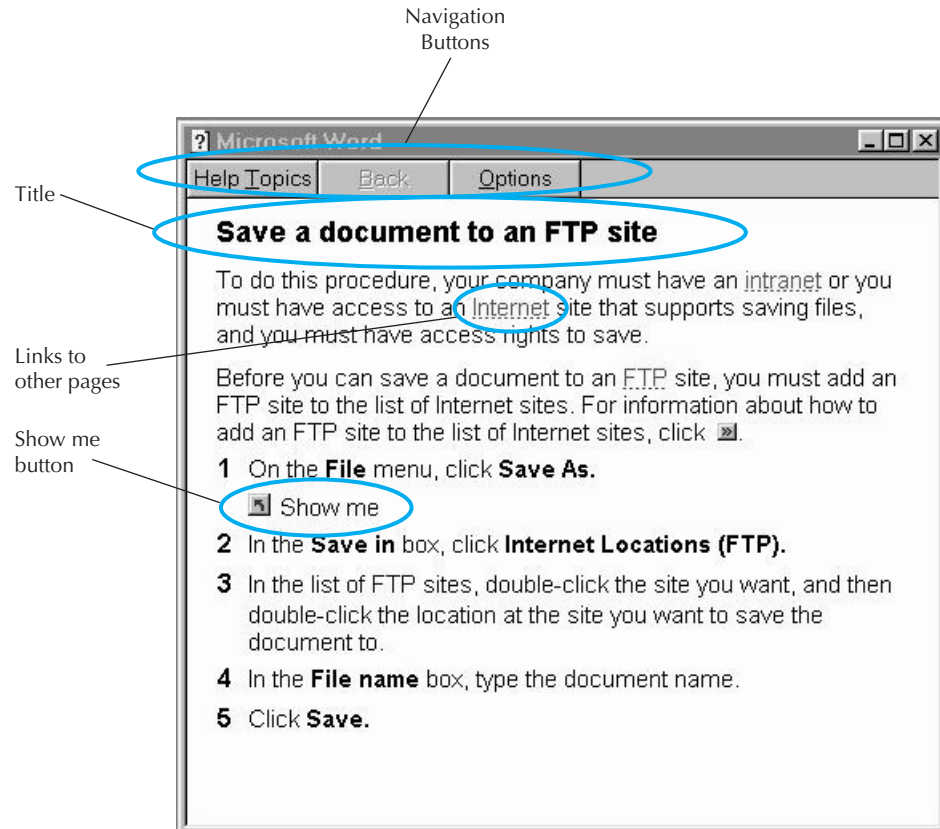 Navigation
Buttons
Microsoft Word
Help Topics Back Options
Title
Save a document to an FTP site
To do this procedure, your company must have an intranet or you
must have access to an Internet site that supports saving files,
and you must have access rights to save.
Links to
other pages
Before you can save a document to an FTP site, you must add an
FTP site to the list of Internet sites. For information about how to
add an FTP site to the list of Internet sites, click ».
Show me
button
1 On the File menu, click Save As.
Show me
2 In the Save in box, click Internet Locations (FTP).
3 In the list of FTP sites, double-click the site you want, and then
double-click the location at the site you want to save the
document to.
4 In the File name box, type the document name.
5 Click Save.